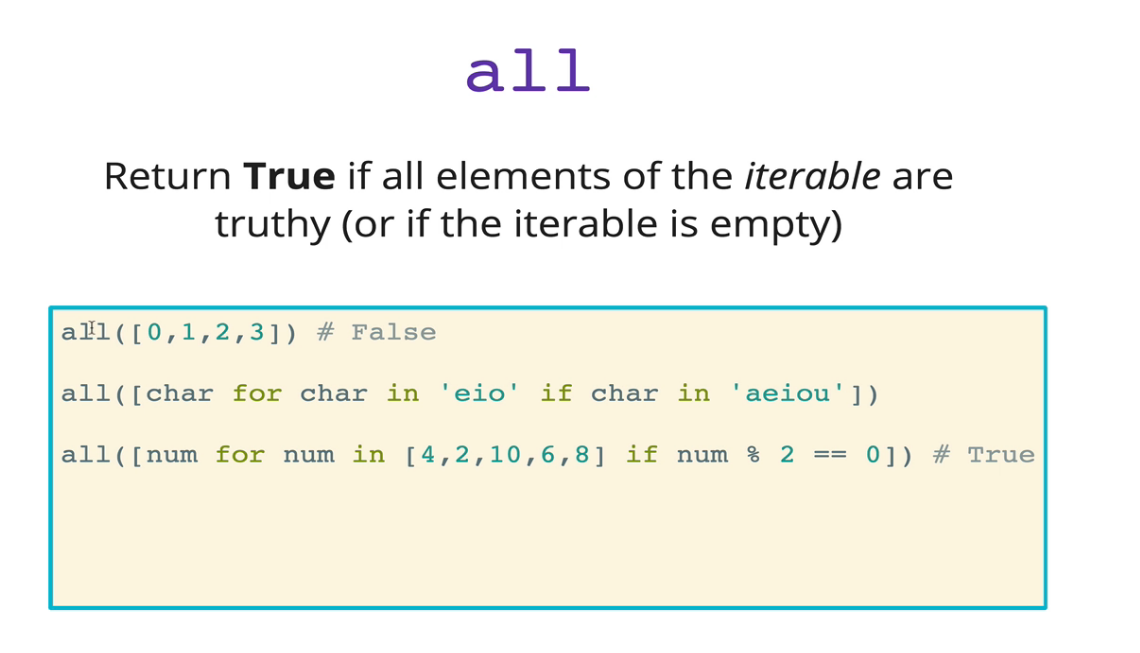 all
Return True if all elements of the iterable are
truthy (or if the iterable is empty)
all([0,1,2,3]) # False
all([char for char in 'eio' if char in 'aeiou'])
all([num for num in [4,2,10,6,8] if num % 2 == 0]) # True